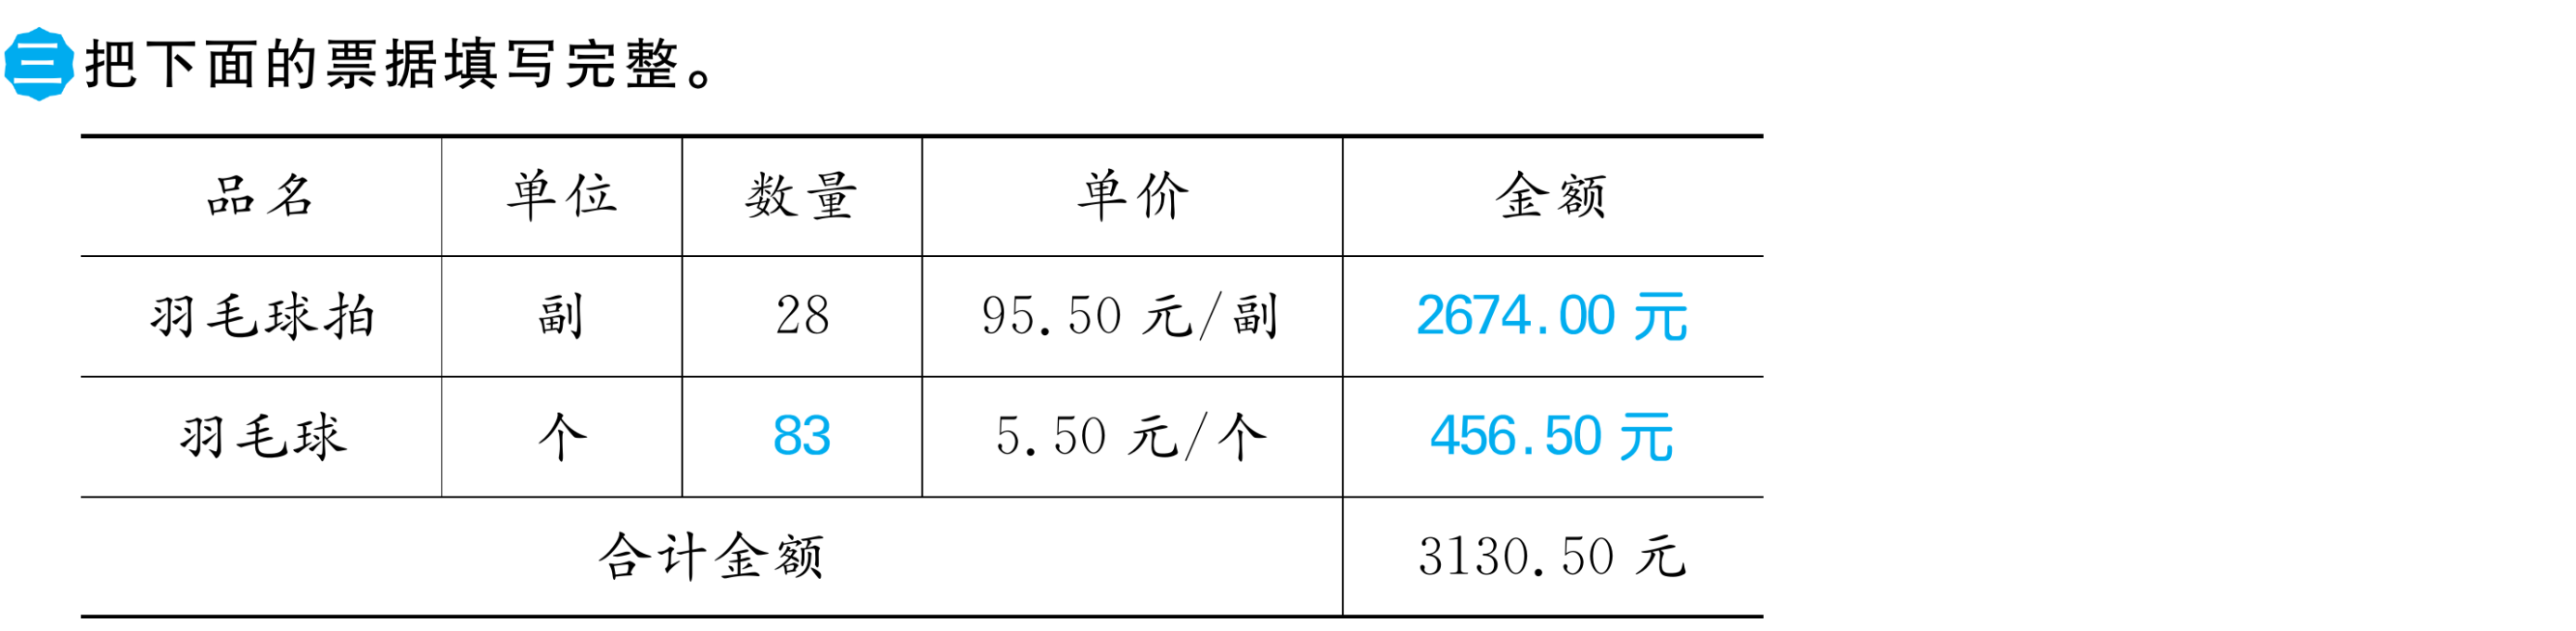 三 把下面的票据填写完整。
品名 单位 数量 单价 金额
羽毛球拍 副 28 95.50 元/副 2674.00 元
羽毛球 个 83 5.50 元/个 456.50 元
合计金额 3130.50 元